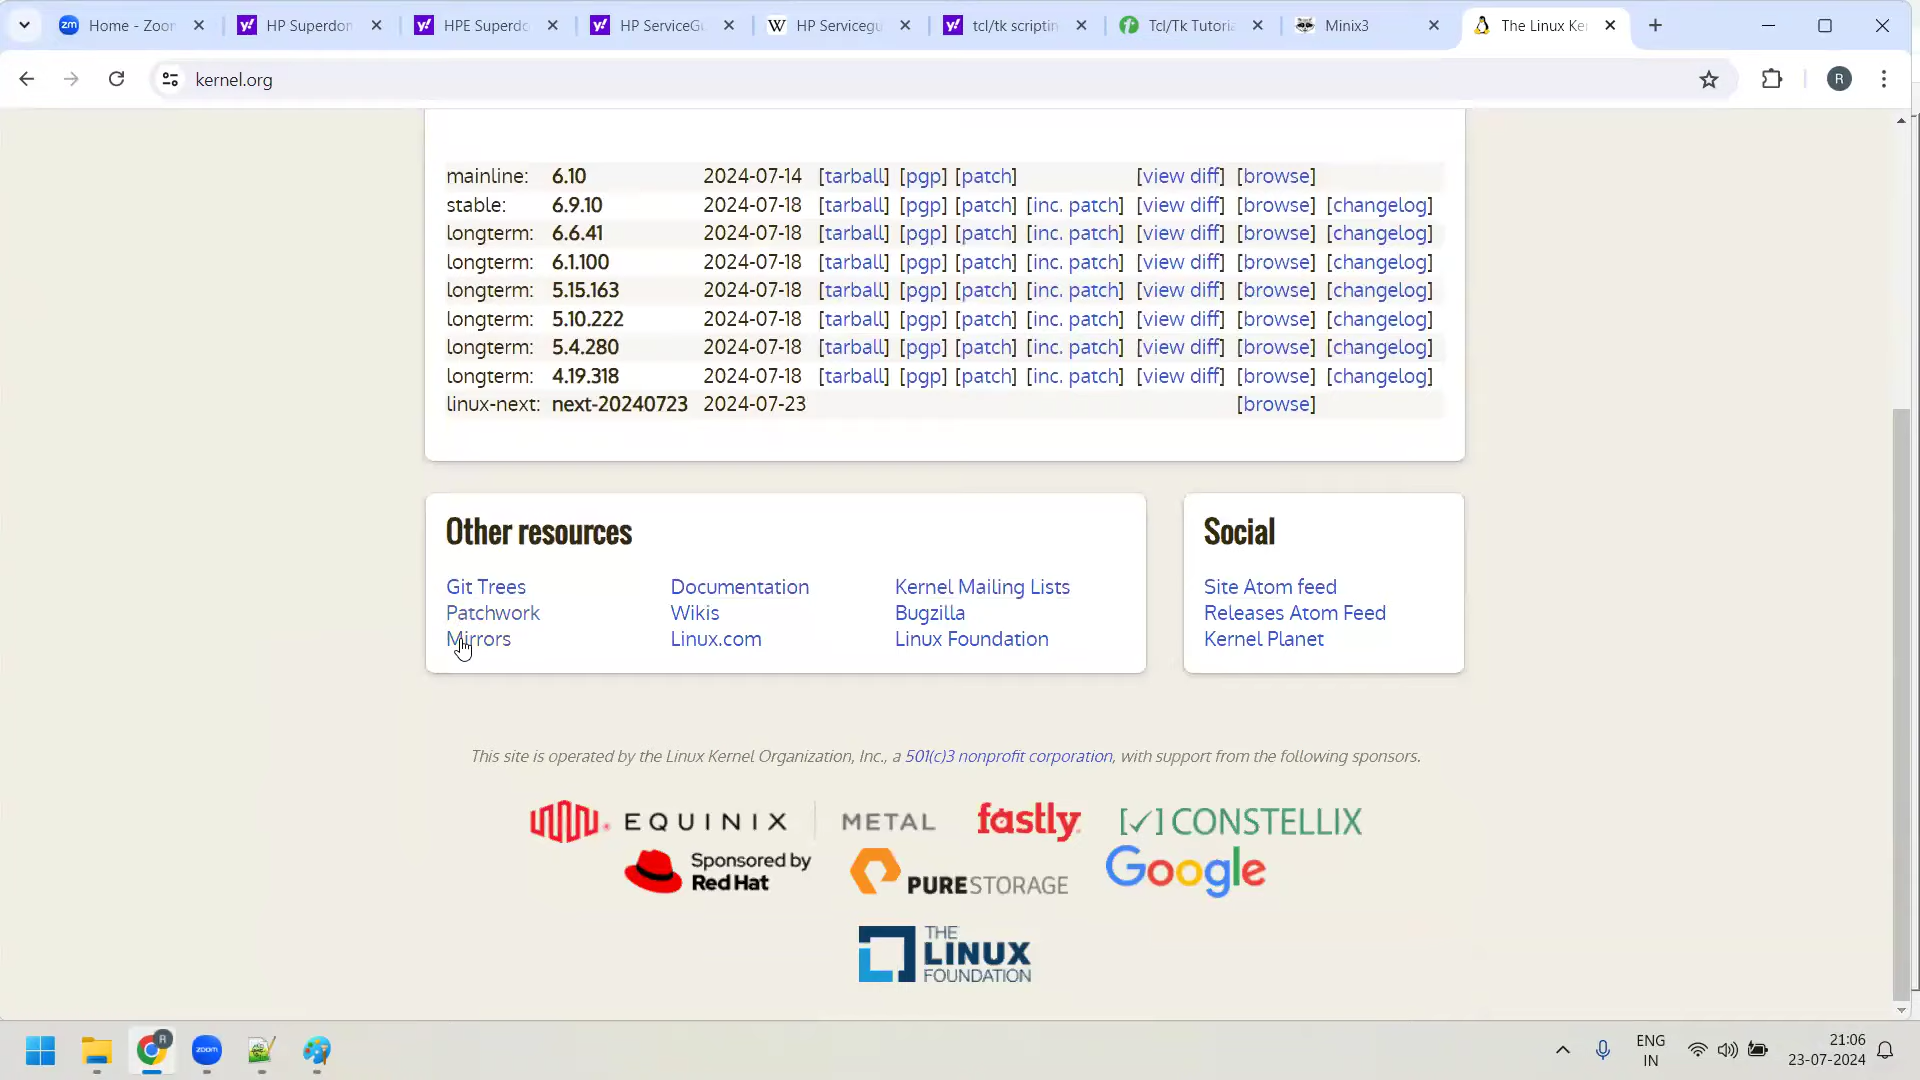 Home - Zoo
HP Superdor
HPE Superdo
HP ServiceGu
HP Servicegu
tcl/tk scriptin
Tcl/Tk Tutoria
Minix3
The Linux Ke
kernel.org
R
mainline: 6.10 2024-07-14 [tarball] [pgp] [patch] [view diff] [browse]
stable: 6.9.10 2024-07-18 [tarball] [pgp] [patch] [inc. patch] [view diff] [browse] [changelog]
longterm: 6.6.41 2024-07-18 [tarball] [pgp] [patch] [inc. patch] [view diff] [browse] [changelog]
longterm: 6.1.100 2024-07-18 [tarball] [pgp] [patch] [inc. patch] [view diff] [browse] [changelog]
longterm: 5.15.163 2024-07-18 [tarball] [pgp] [patch] [inc. patch] [view diff] [browse] [changelog]
longterm: 5.10.222 2024-07-18 [tarball] [pgp] [patch] [inc. patch] [view diff] [browse] [changelog]
longterm: 5.4.280 2024-07-18 [tarball] [pgp] [patch] [inc. patch] [view diff] [browse] [changelog]
longterm: 4.19.318 2024-07-18 [tarball] [pgp] [patch] [inc. patch] [view diff] [browse] [changelog]
linux-next: next-20240723 2024-07-23 [browse]
Other resources
Git Trees
Patchwork
Mirrors
Documentation
Wikis
Linux.com
Kernel Mailing Lists
Bugzilla
Linux Foundation
Social
Site Atom feed
Releases Atom Feed
Kernel Planet
This site is operated by the Linux Kernel Organization, Inc., a 501(c)3 nonprofit corporation, with support from the following sponsors.
EQUINIX METAL
fastly
[✓] CONSTELLIX
Sponsored by
Red Hat
PURESTORAGE
Google
THE
LINUX
FOUNDATION
zoom
ENG
IN
21:06
23-07-2024